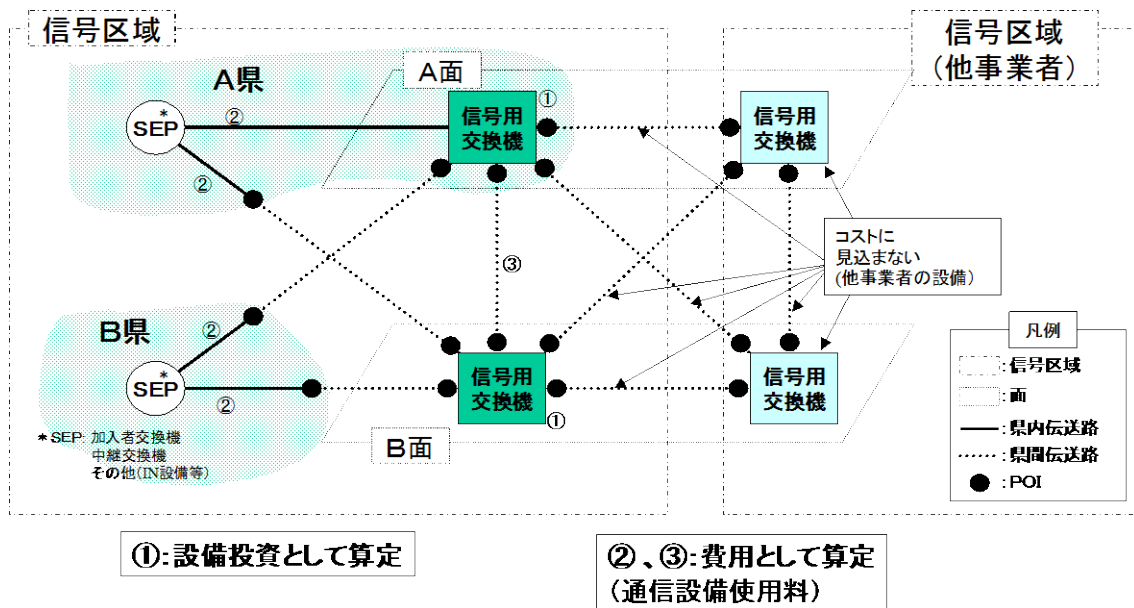 信号区域
信号区域
（他事業者）
A県
A面
SEP
*
②
②
信号用
交換機
①
信号用
交換機
③
コストに
見込まない
(他事業者の設備）
B県
②
②
SEP
*
信号用
交換機
①
信号用
交換機
B面
＊SEP: 加入者交換機
中継交換機
その他(IN設備等)
凡例
:信号区域
:面
:県内伝送路
:県間伝送路
:POI
①:設備投資として算定
②、③:費用として算定
（通信設備使用料）